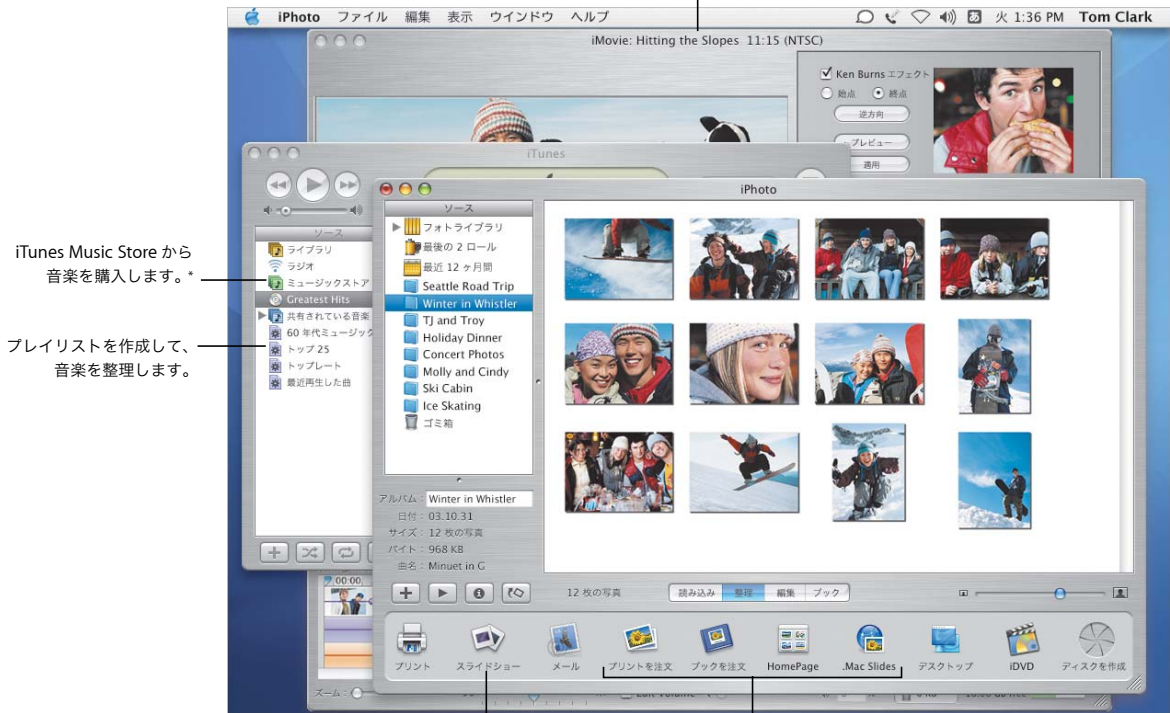 iPhoto ファイル 編集 表示 ウインドウ ヘルプ
火 1:36 PM Tom Clark
iMovie: Hitting the Slopes 11:15 (NTSC)
Ken Burns エフェクト
始点 終点
逆方向
プレビュー
適用
iTunes
ソース
ライブラリ
ラジオ
ミュージックストア
Greatest Hits
共有されている音楽
60 年代ミュージック
トップ 25
トップレート
最近再生した曲
iTunes Music Store から
音楽を購入します。*
プレイリストを作成して、
音楽を整理します。
iPhoto
ソース
フォトライブラリ
最後の 2 ロール
最近 12 ヶ月間
Seattle Road Trip
Winter in Whistler
TJ and Troy
Holiday Dinner
Concert Photos
Molly and Cindy
Ski Cabin
Ice Skating
ゴミ箱
アルバム: Winter in Whistler
日付: 03.10.31
サイズ: 12 枚の写真
バイト: 968 KB
曲名: Minuet in G
12 枚の写真
読み込み 整理 編集 ブック
プリント スライドショー メール プリントを注文 ブックを注文 HomePage .Mac Slides デスクトップ iDVD ディスクを作成
00:00
ズーム: